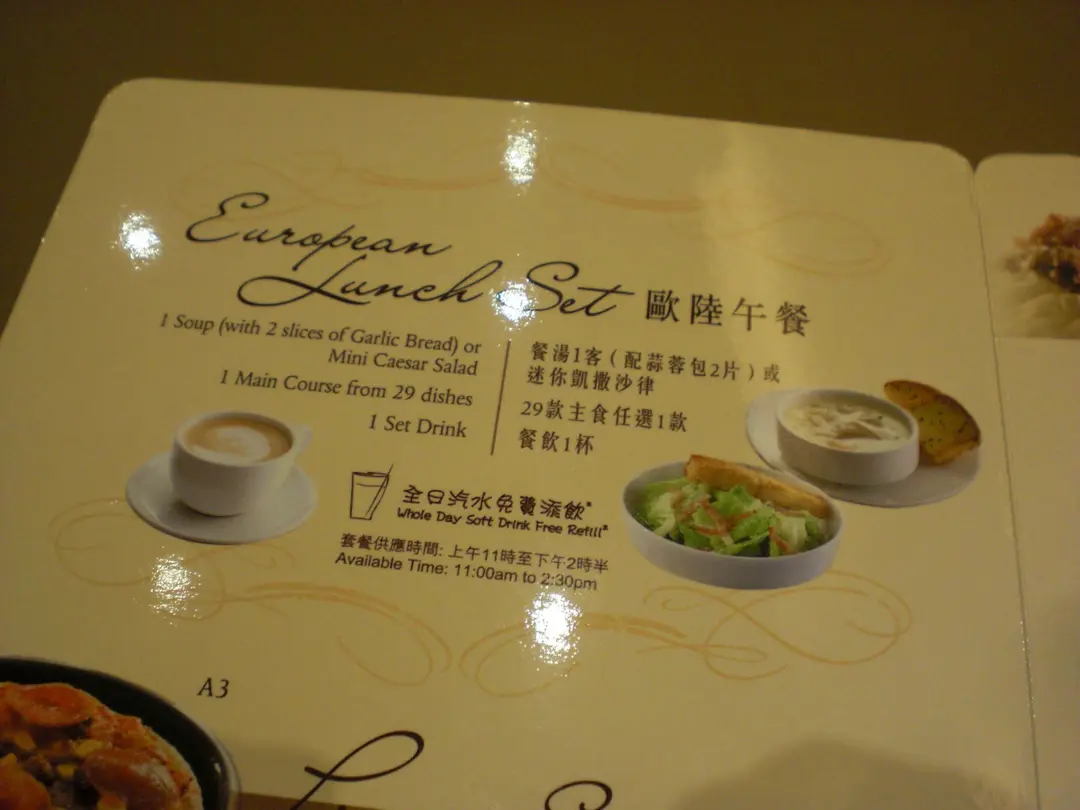 European
Lunch Set 歐陸午餐
1 Soup (with 2 slices of Garlic Bread) or
Mini Caesar Salad
1 Main Course from 29 dishes
1 Set Drink
餐湯1客（配蒜蓉包2片）或
迷你凱撒沙律
29款主食任選1款
餐飲1杯
全日汽水免費添飲*
Whole Day Soft Drink Free Refill*
套餐供應時間: 上午11時至下午2時半
Available Time: 11:00am to 2:30pm
A3